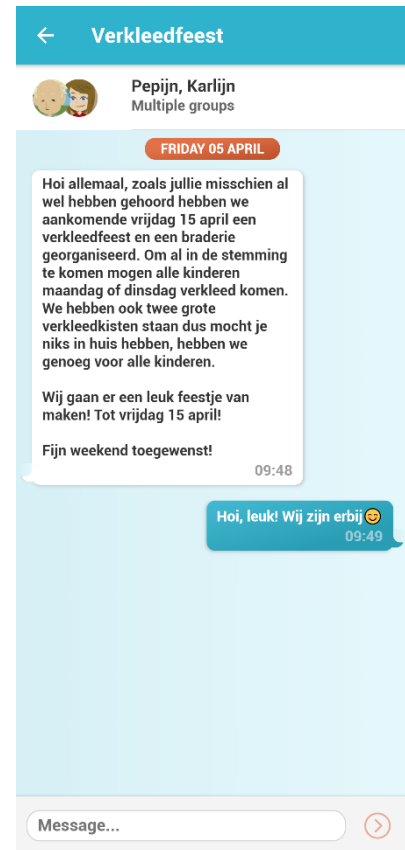 Verkleedfeest
Pepijn, Karlijn
Multiple groups
FRIDAY 05 APRIL
Hoi allemaal, zoals jullie misschien al
wel hebben gehoord hebben we
aankomende vrijdag 15 april een
verkleedfeest en een braderie
georganiseerd. Om al in de stemming
te komen mogen alle kinderen
maandag of dinsdag verkleed komen.
We hebben ook twee grote
verkleedkisten staan dus mocht je
niks in huis hebben, hebben we
genoeg voor alle kinderen.
Wij gaan er een leuk feestje van
maken! Tot vrijdag 15 april!
Fijn weekend toegewenst!
09:48
Hoi, leuk! Wij zijn erbij😊
09:49
Message...